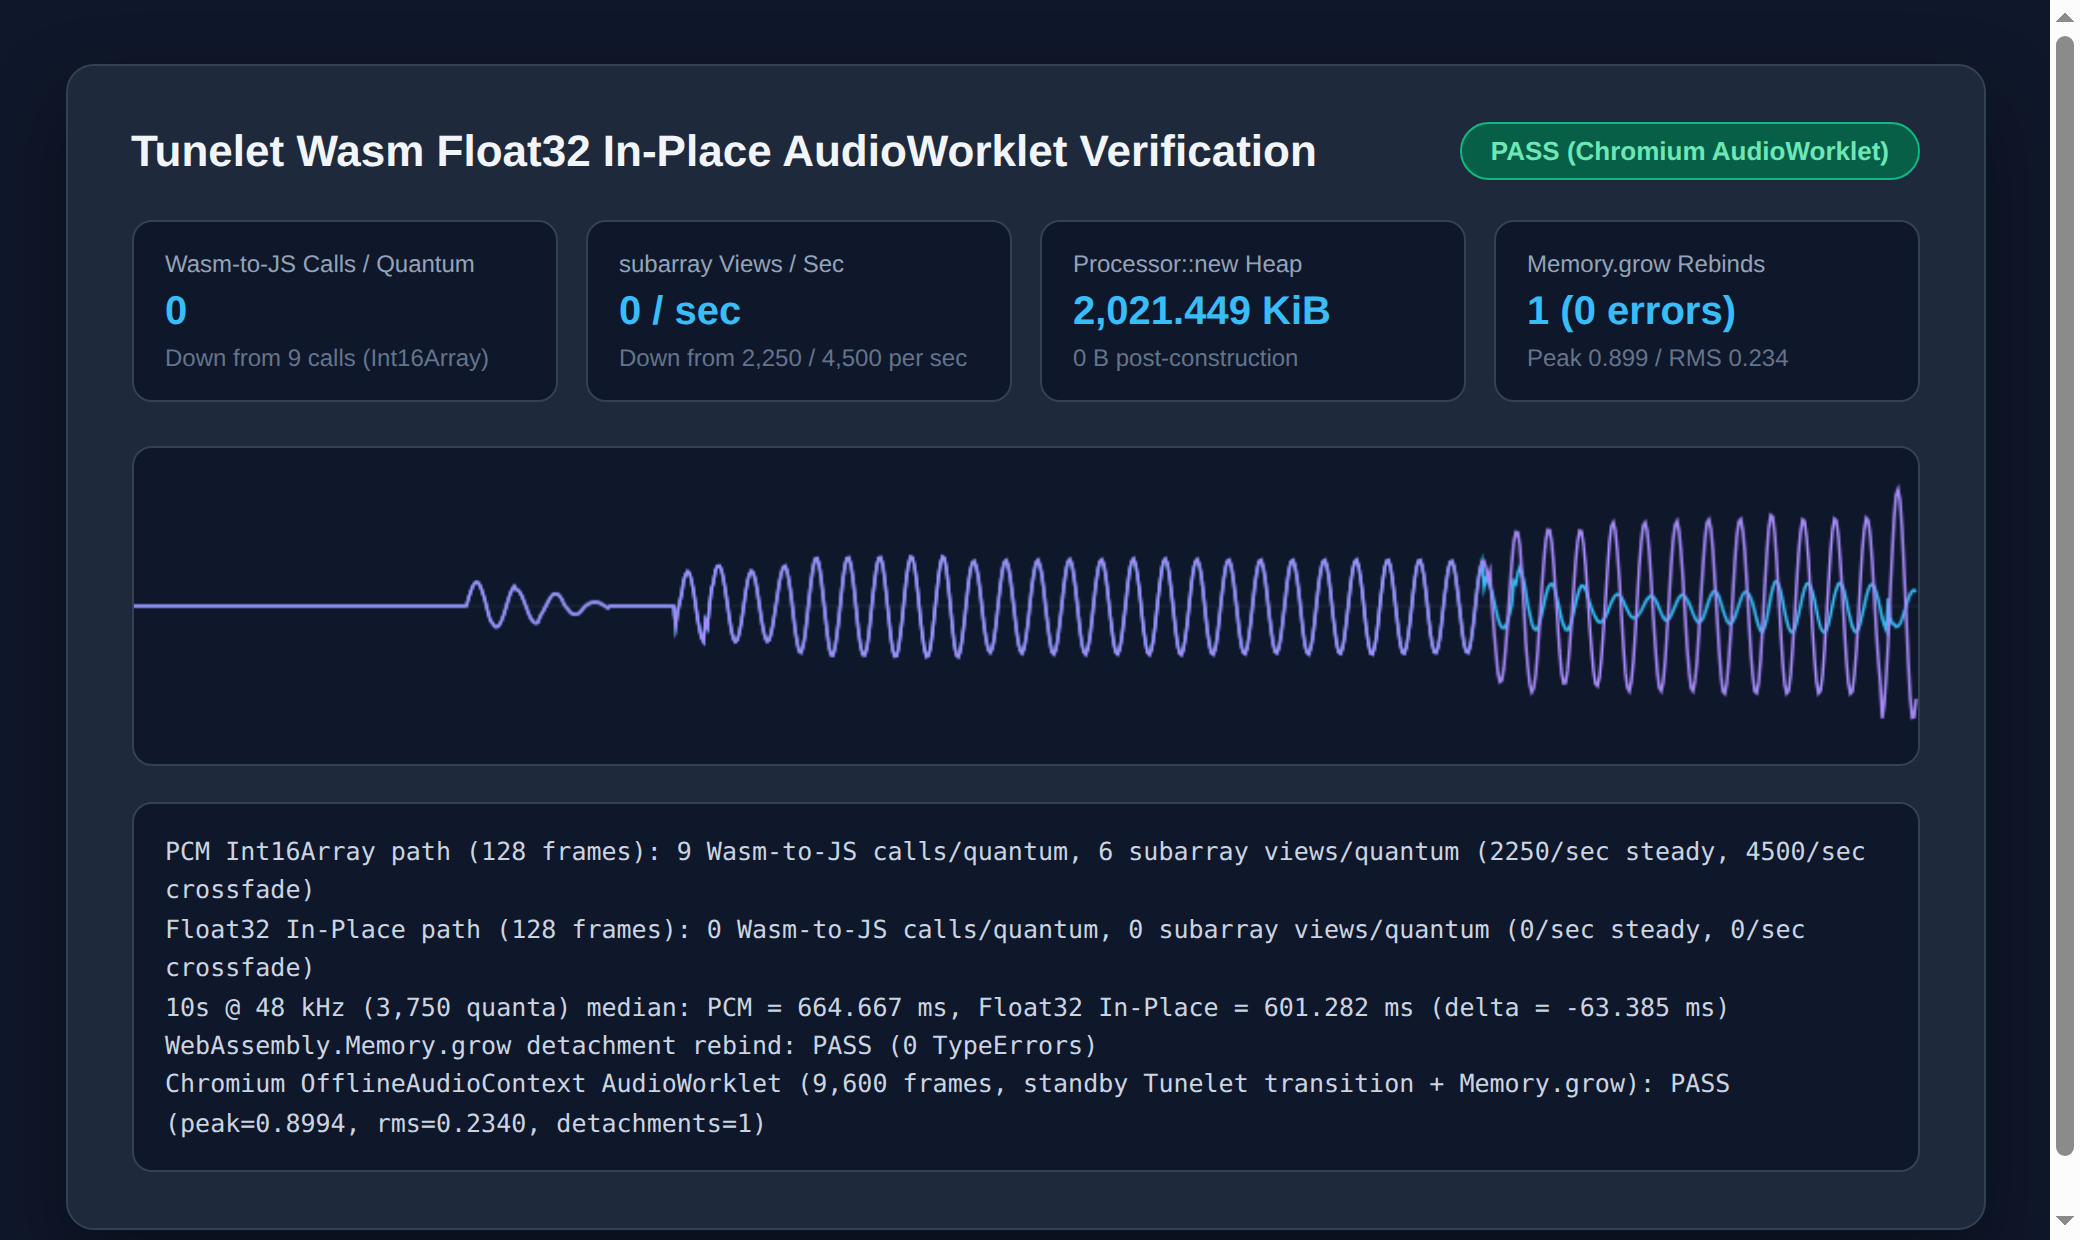 Tunelet Wasm Float32 In-Place AudioWorklet Verification
PASS (Chromium AudioWorklet)
Wasm-to-JS Calls / Quantum
0
Down from 9 calls (Int16Array)
subarray Views / Sec
0 / sec
Down from 2,250 / 4,500 per sec
Processor::new Heap
2,021.449 KiB
0 B post-construction
Memory.grow Rebinds
1 (0 errors)
Peak 0.899 / RMS 0.234
PCM Int16Array path (128 frames): 9 Wasm-to-JS calls/quantum, 6 subarray views/quantum (2250/sec steady, 4500/sec
crossfade)
Float32 In-Place path (128 frames): 0 Wasm-to-JS calls/quantum, 0 subarray views/quantum (0/sec steady, 0/sec
crossfade)
10s @ 48 kHz (3,750 quanta) median: PCM = 664.667 ms, Float32 In-Place = 601.282 ms (delta = -63.385 ms)
WebAssembly.Memory.grow detachment rebind: PASS (0 TypeErrors)
Chromium OfflineAudioContext AudioWorklet (9,600 frames, standby Tunelet transition + Memory.grow): PASS
(peak=0.8994, rms=0.2340, detachments=1)